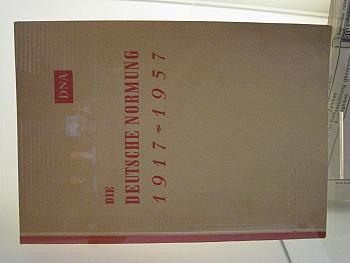 DNA
DIE
DEUTSCHE NORMUNG
1917 1957